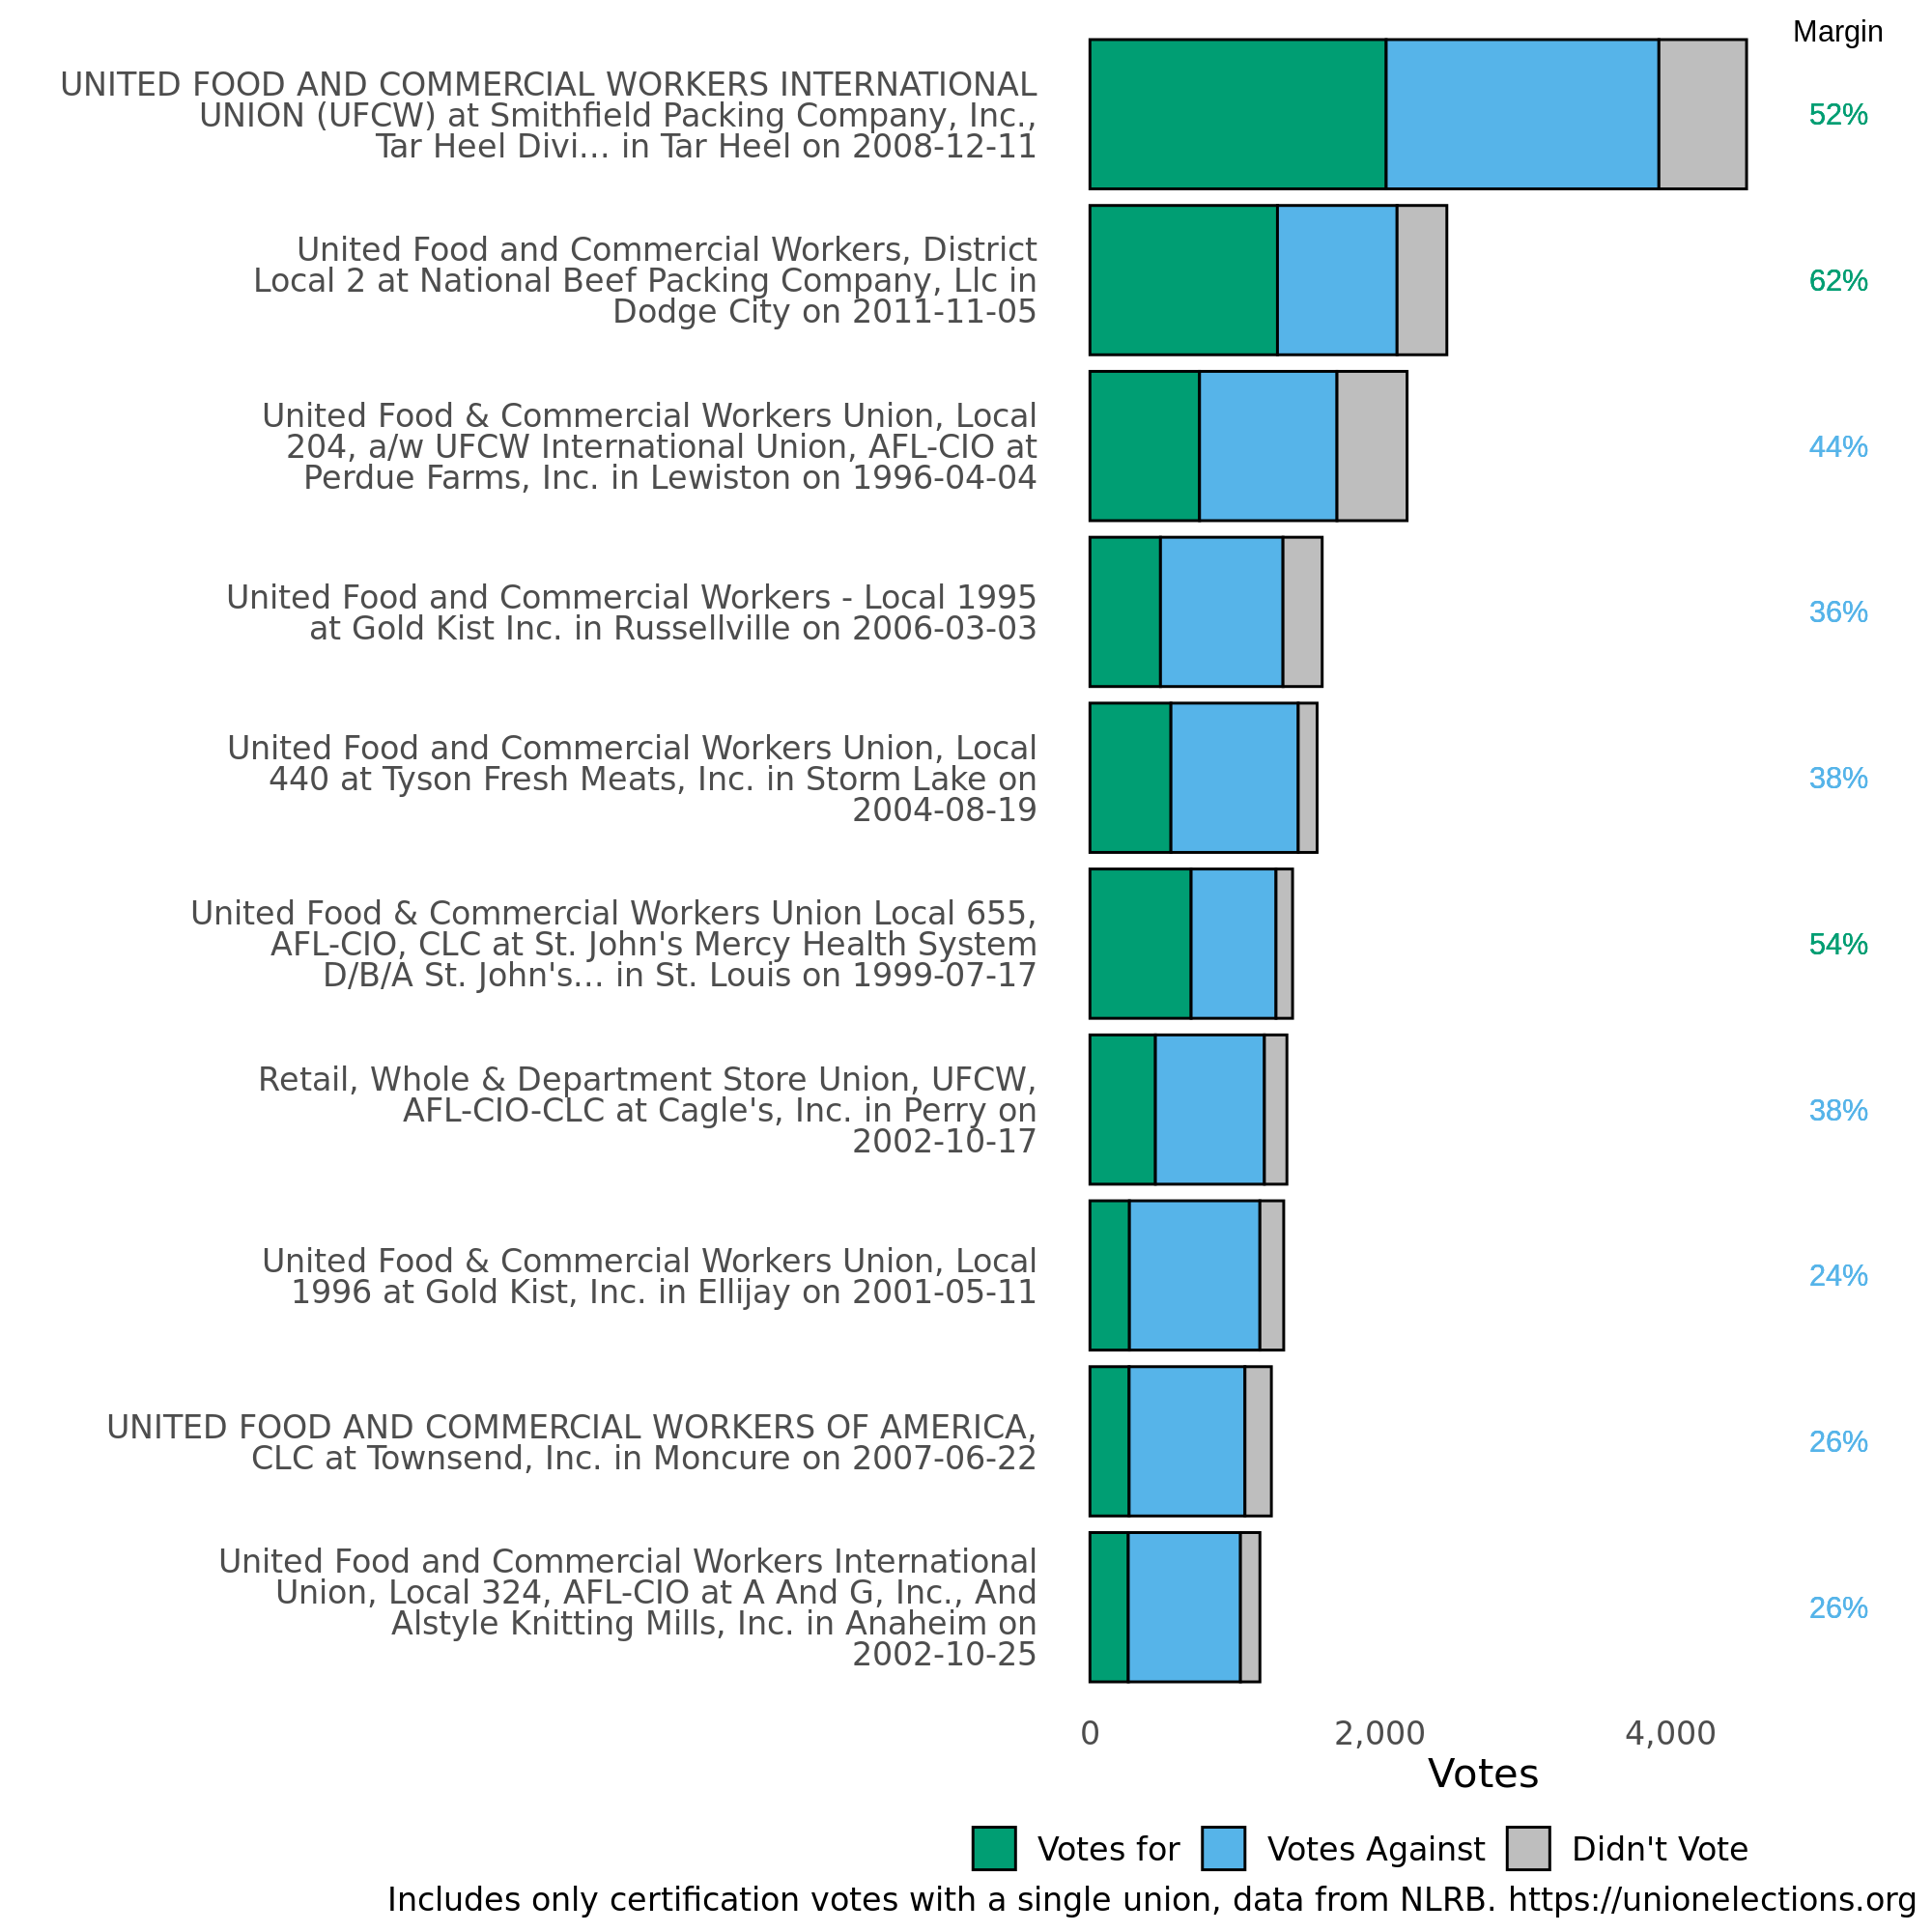 Margin
UNITED FOOD AND COMMERCIAL WORKERS INTERNATIONAL
UNION (UFCW) at Smithfield Packing Company, Inc.,
Tar Heel Divi... in Tar Heel on 2008-12-11
52%
United Food and Commercial Workers, District
Local 2 at National Beef Packing Company, Llc in
Dodge City on 2011-11-05
62%
United Food & Commercial Workers Union, Local
204, a/w UFCW International Union, AFL-CIO at
Perdue Farms, Inc. in Lewiston on 1996-04-04
44%
United Food and Commercial Workers - Local 1995
at Gold Kist Inc. in Russellville on 2006-03-03
36%
United Food and Commercial Workers Union, Local
440 at Tyson Fresh Meats, Inc. in Storm Lake on
2004-08-19
38%
United Food & Commercial Workers Union Local 655,
AFL-CIO, CLC at St. John's Mercy Health System
D/B/A St. John's... in St. Louis on 1999-07-17
54%
Retail, Whole & Department Store Union, UFCW,
AFL-CIO-CLC at Cagle's, Inc. in Perry on
2002-10-17
38%
United Food & Commercial Workers Union, Local
1996 at Gold Kist, Inc. in Ellijay on 2001-05-11
24%
UNITED FOOD AND COMMERCIAL WORKERS OF AMERICA,
CLC at Townsend, Inc. in Moncure on 2007-06-22
26%
United Food and Commercial Workers International
Union, Local 324, AFL-CIO at A And G, Inc., And
Alstyle Knitting Mills, Inc. in Anaheim on
2002-10-25
26%
0 2,000 4,000
Votes
Votes for Votes Against Didn't Vote
Includes only certification votes with a single union, data from NLRB. https://unionelections.org